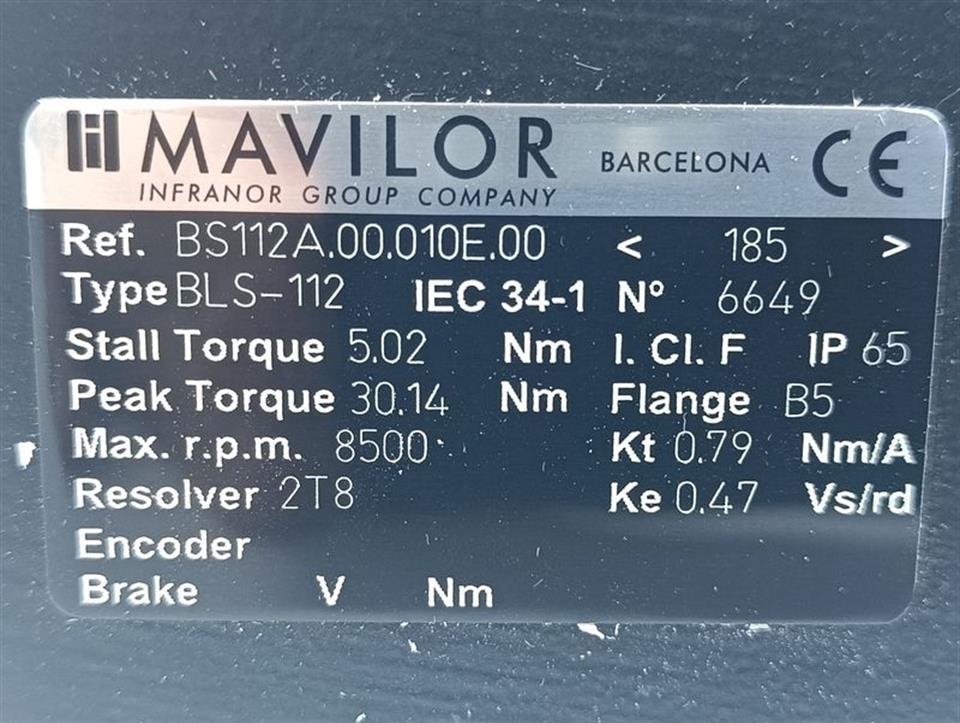 MAVILOR BARCELONA CE
INFRANOR GROUP COMPANY
Ref. BS112A.00.010E.00 < 185 >
Type BLS-112 IEC 34-1 Nº 6649
Stall Torque 5.02 Nm I. Cl. F IP 65
Peak Torque 30.14 Nm Flange B5
Max. r.p.m. 8500 Kt 0.79 Nm/A
Resolver 2T8 Ke 0.47 Vs/rd
Encoder
Brake V Nm